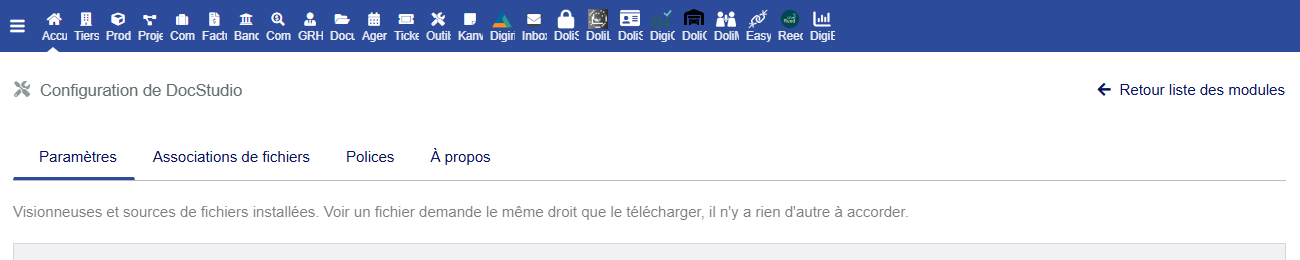 Accu Tiers Prod Proje Com Factu Banq Com GRH Docu Agen Ticke Outils Kanv Digiri Inbox DoliS DoliL DoliS DigiC DoliC DoliM Easy Reed DigiE
Configuration de DocStudio
Retour liste des modules
Paramètres Associations de fichiers Polices À propos
Visionneuses et sources de fichiers installées. Voir un fichier demande le même droit que le télécharger, il n'y a rien d'autre à accorder.